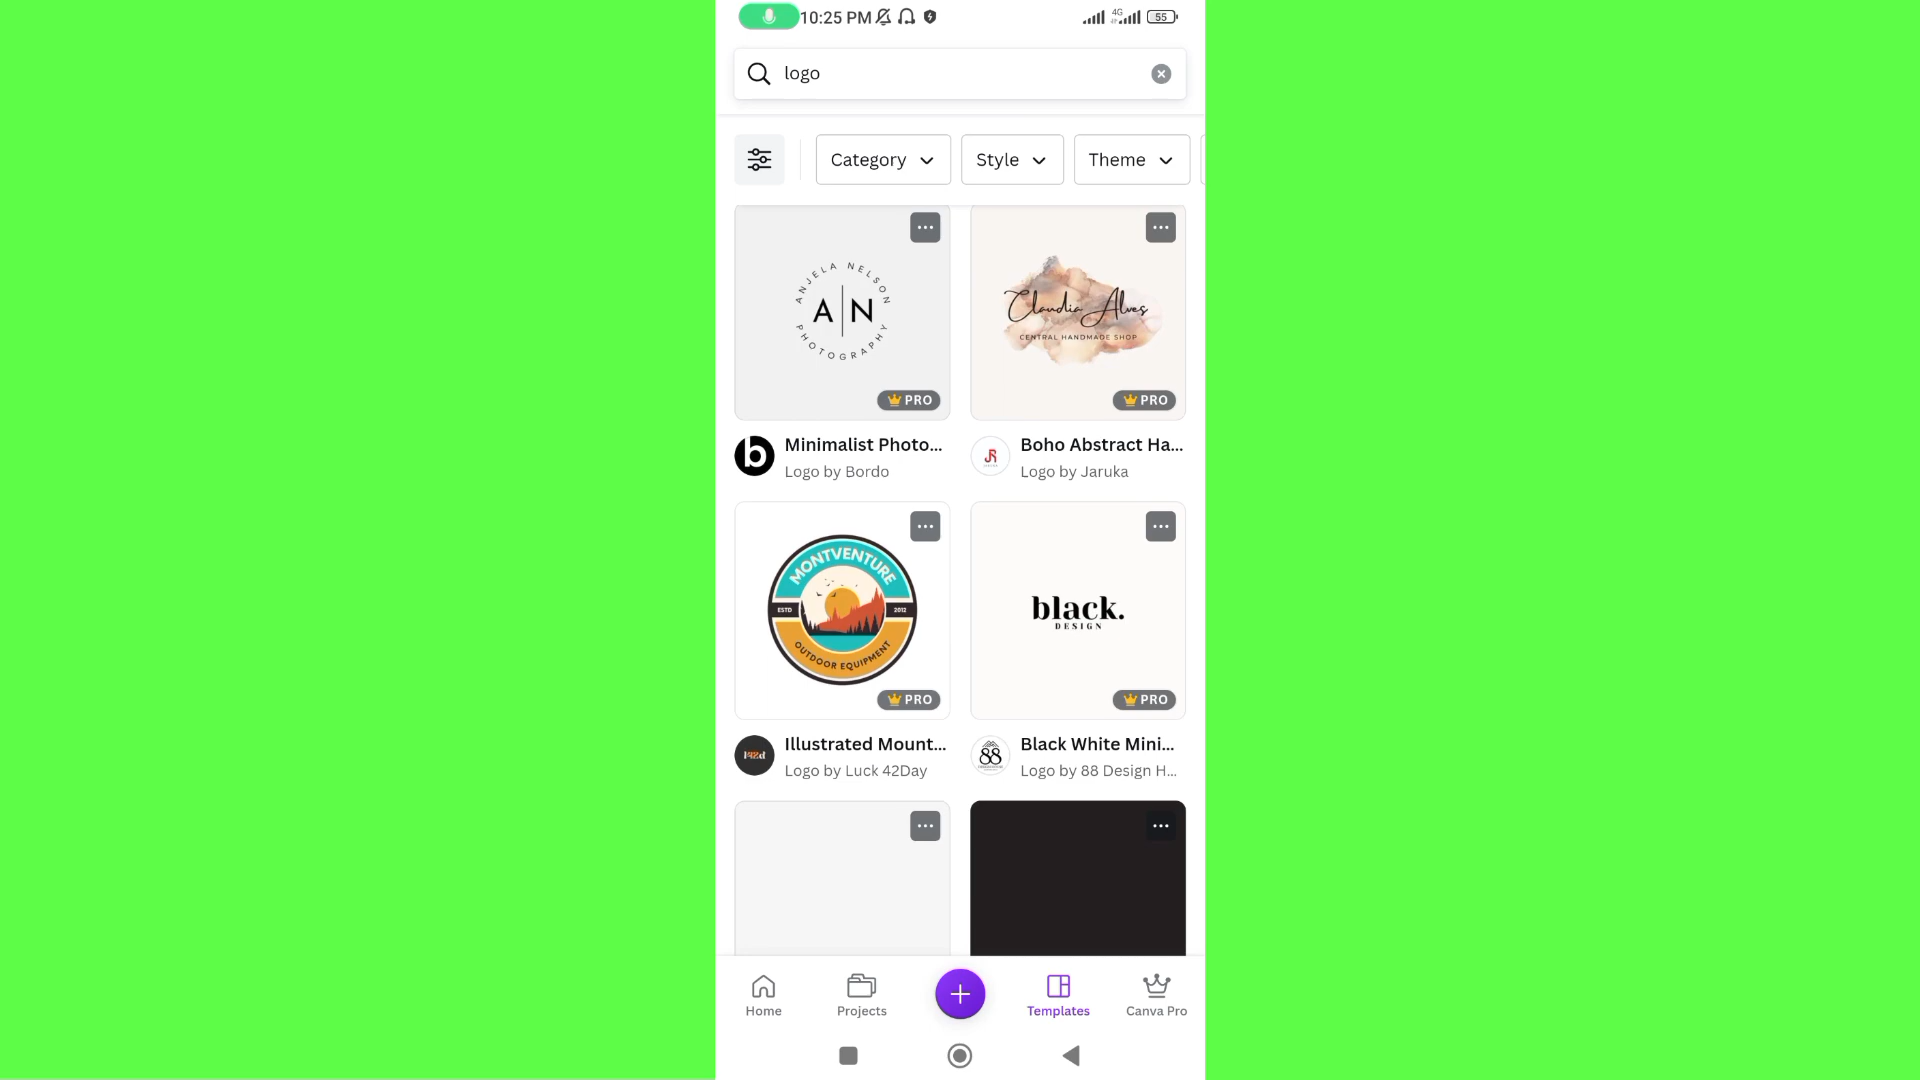 10:25 PM
4G
55
logo
Category
Style
Theme
ANJELA NELSON
A|N
PHOTOGRAPHY
PRO
Claudia Alves
CENTRAL HANDMADE SHOP
PRO
Minimalist Photo...
Logo by Bordo
Boho Abstract Ha...
Logo by Jaruka
MONTVENTURE
ESTD
2012
OUTDOOR EQUIPMENT
PRO
black.
DESIGN
PRO
Illustrated Mount...
Logo by Luck 42Day
88
Black White Mini...
Logo by 88 Design H...
Home
Projects
Templates
Canva Pro